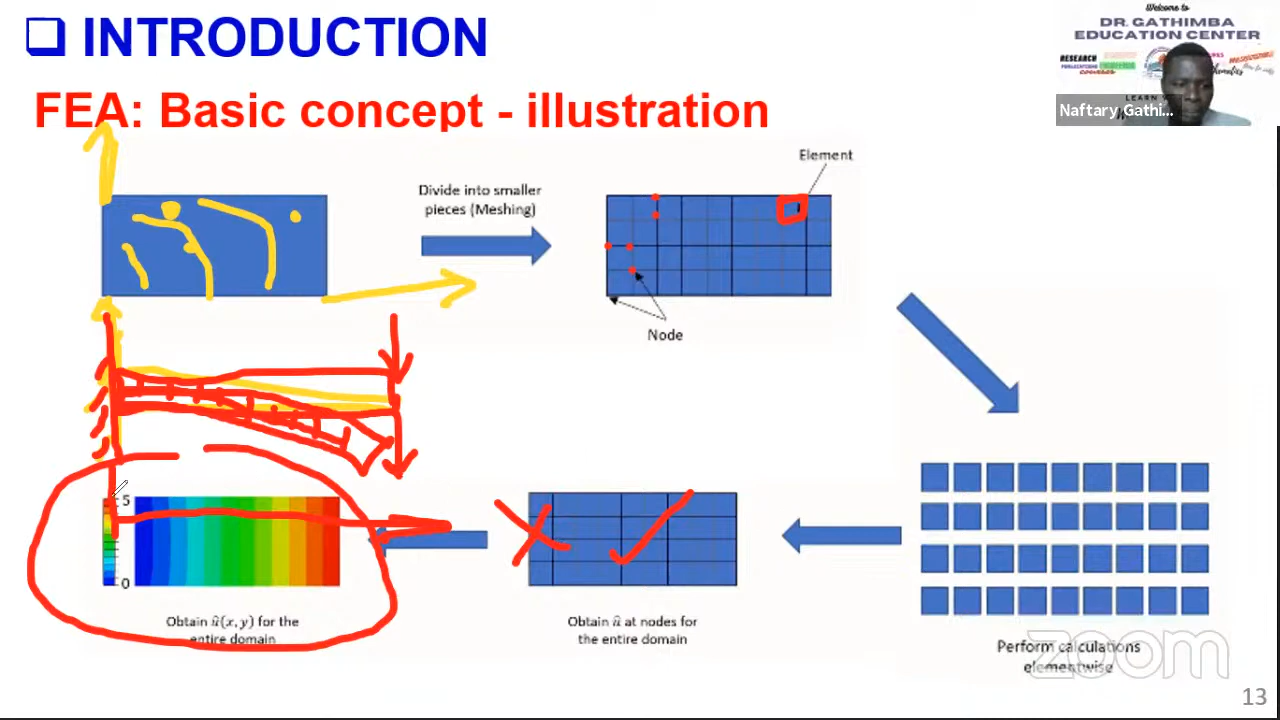 ❑ INTRODUCTION
Welcome to
DR. GATHIMBA
EDUCATION CENTER
RESEARCH
FEA: Basic concept - illustration
Naftary Gathi...
Element
Divide into smaller
pieces (Meshing)
Node
5
0
Obtain û(x, y) for the
entire domain
Obtain û at nodes for
the entire domain
Perform calculations
elementwise
zoom
13